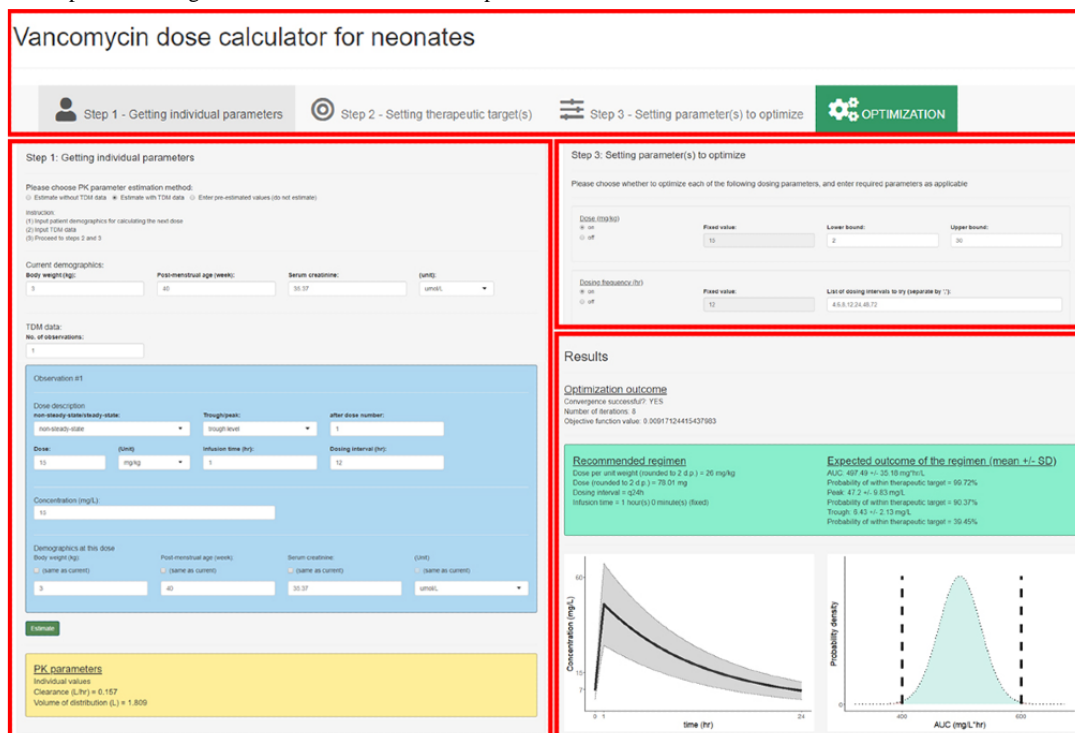 Vancomycin dose calculator for neonates
Step 1 - Getting individual parameters
Step 2 - Setting therapeutic target(s)
Step 3 - Setting parameter(s) to optimize
OPTIMIZATION
Step 1: Getting individual parameters
Please choose PK parameter estimation method:
Estimate without TDM data Estimate with TDM data Enter pre-estimated values (do not estimate)
Instruction
(1) Input patient demographics for calculating the next dose
(2) Input TDM data
(3) Proceed to steps 2 and 3
Current demographics:
Body weight (kg): Post-menstrual age (week): Serum creatinine: (unit):
3 40 35.37 umol/L
TDM data:
No. of observations:
1
Observation #1
Dose description
non-steady-state/steady-state: Trough/peak: after dose number:
non-steady-state trough level 1
Dose: (Unit) Infusion time (hr): Dosing interval (hr):
15 mg/kg 1 12
Concentration (mg/L):
10
Demographics at this dose
Body weight (kg): Post-menstrual age (week): Serum creatinine: (Unit)
(same as current) (same as current) (same as current) (same as current)
3 40 35.37 umol/L
Estimate
PK parameters
Individual values
Clearance (L/hr) = 0.157
Volume of distribution (L) = 1.809
Step 3: Setting parameter(s) to optimize
Please choose whether to optimize each of the following dosing parameters, and enter required parameters as applicable
Dose (mg/kg)
on Fixed value: Lower bound: Upper bound:
off 15 2 30
Dosing frequency (hr)
on Fixed value: List of dosing intervals to try (separate by ','):
off 12 4,6,8,12,24,48,72
Results
Optimization outcome
Convergence successful?: YES
Number of iterations: 8
Objective function value: 0.00917124415437983
Recommended regimen
Dose per unit weight (rounded to 2 d.p.) = 26 mg/kg
Dose (rounded to 2 d.p.) = 78.01 mg
Dosing interval = q24h
Infusion time = 1 hour(s) 0 minute(s) (fixed)
Expected outcome of the regimen (mean +/- SD)
AUC: 497.49 +/- 35.18 mg*hr/L
Probability of within therapeutic target = 99.72%
Peak: 47.2 +/- 9.83 mg/L
Probability of within therapeutic target = 90.37%
Trough: 6.43 +/- 2.13 mg/L
Probability of within therapeutic target = 39.45%
Concentration (mg/L)
60
10
7
0 1 24
time (hr)
Probability density
0
400 600
AUC (mg/L*hr)